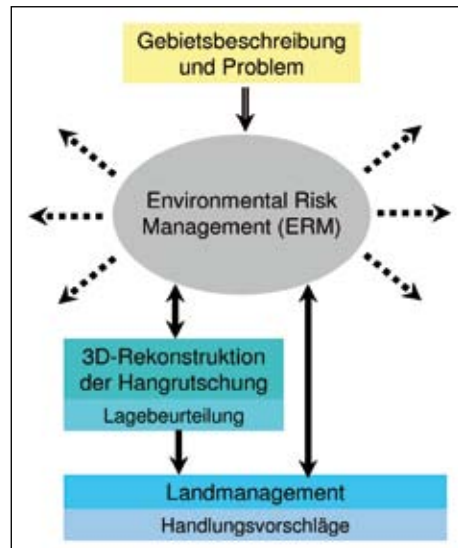 Gebietsbeschreibung
und Problem
Environmental Risk
Management (ERM)
3D-Rekonstruktion
der Hangrutschung
Lagebeurteilung
Landmanagement
Handlungsvorschläge